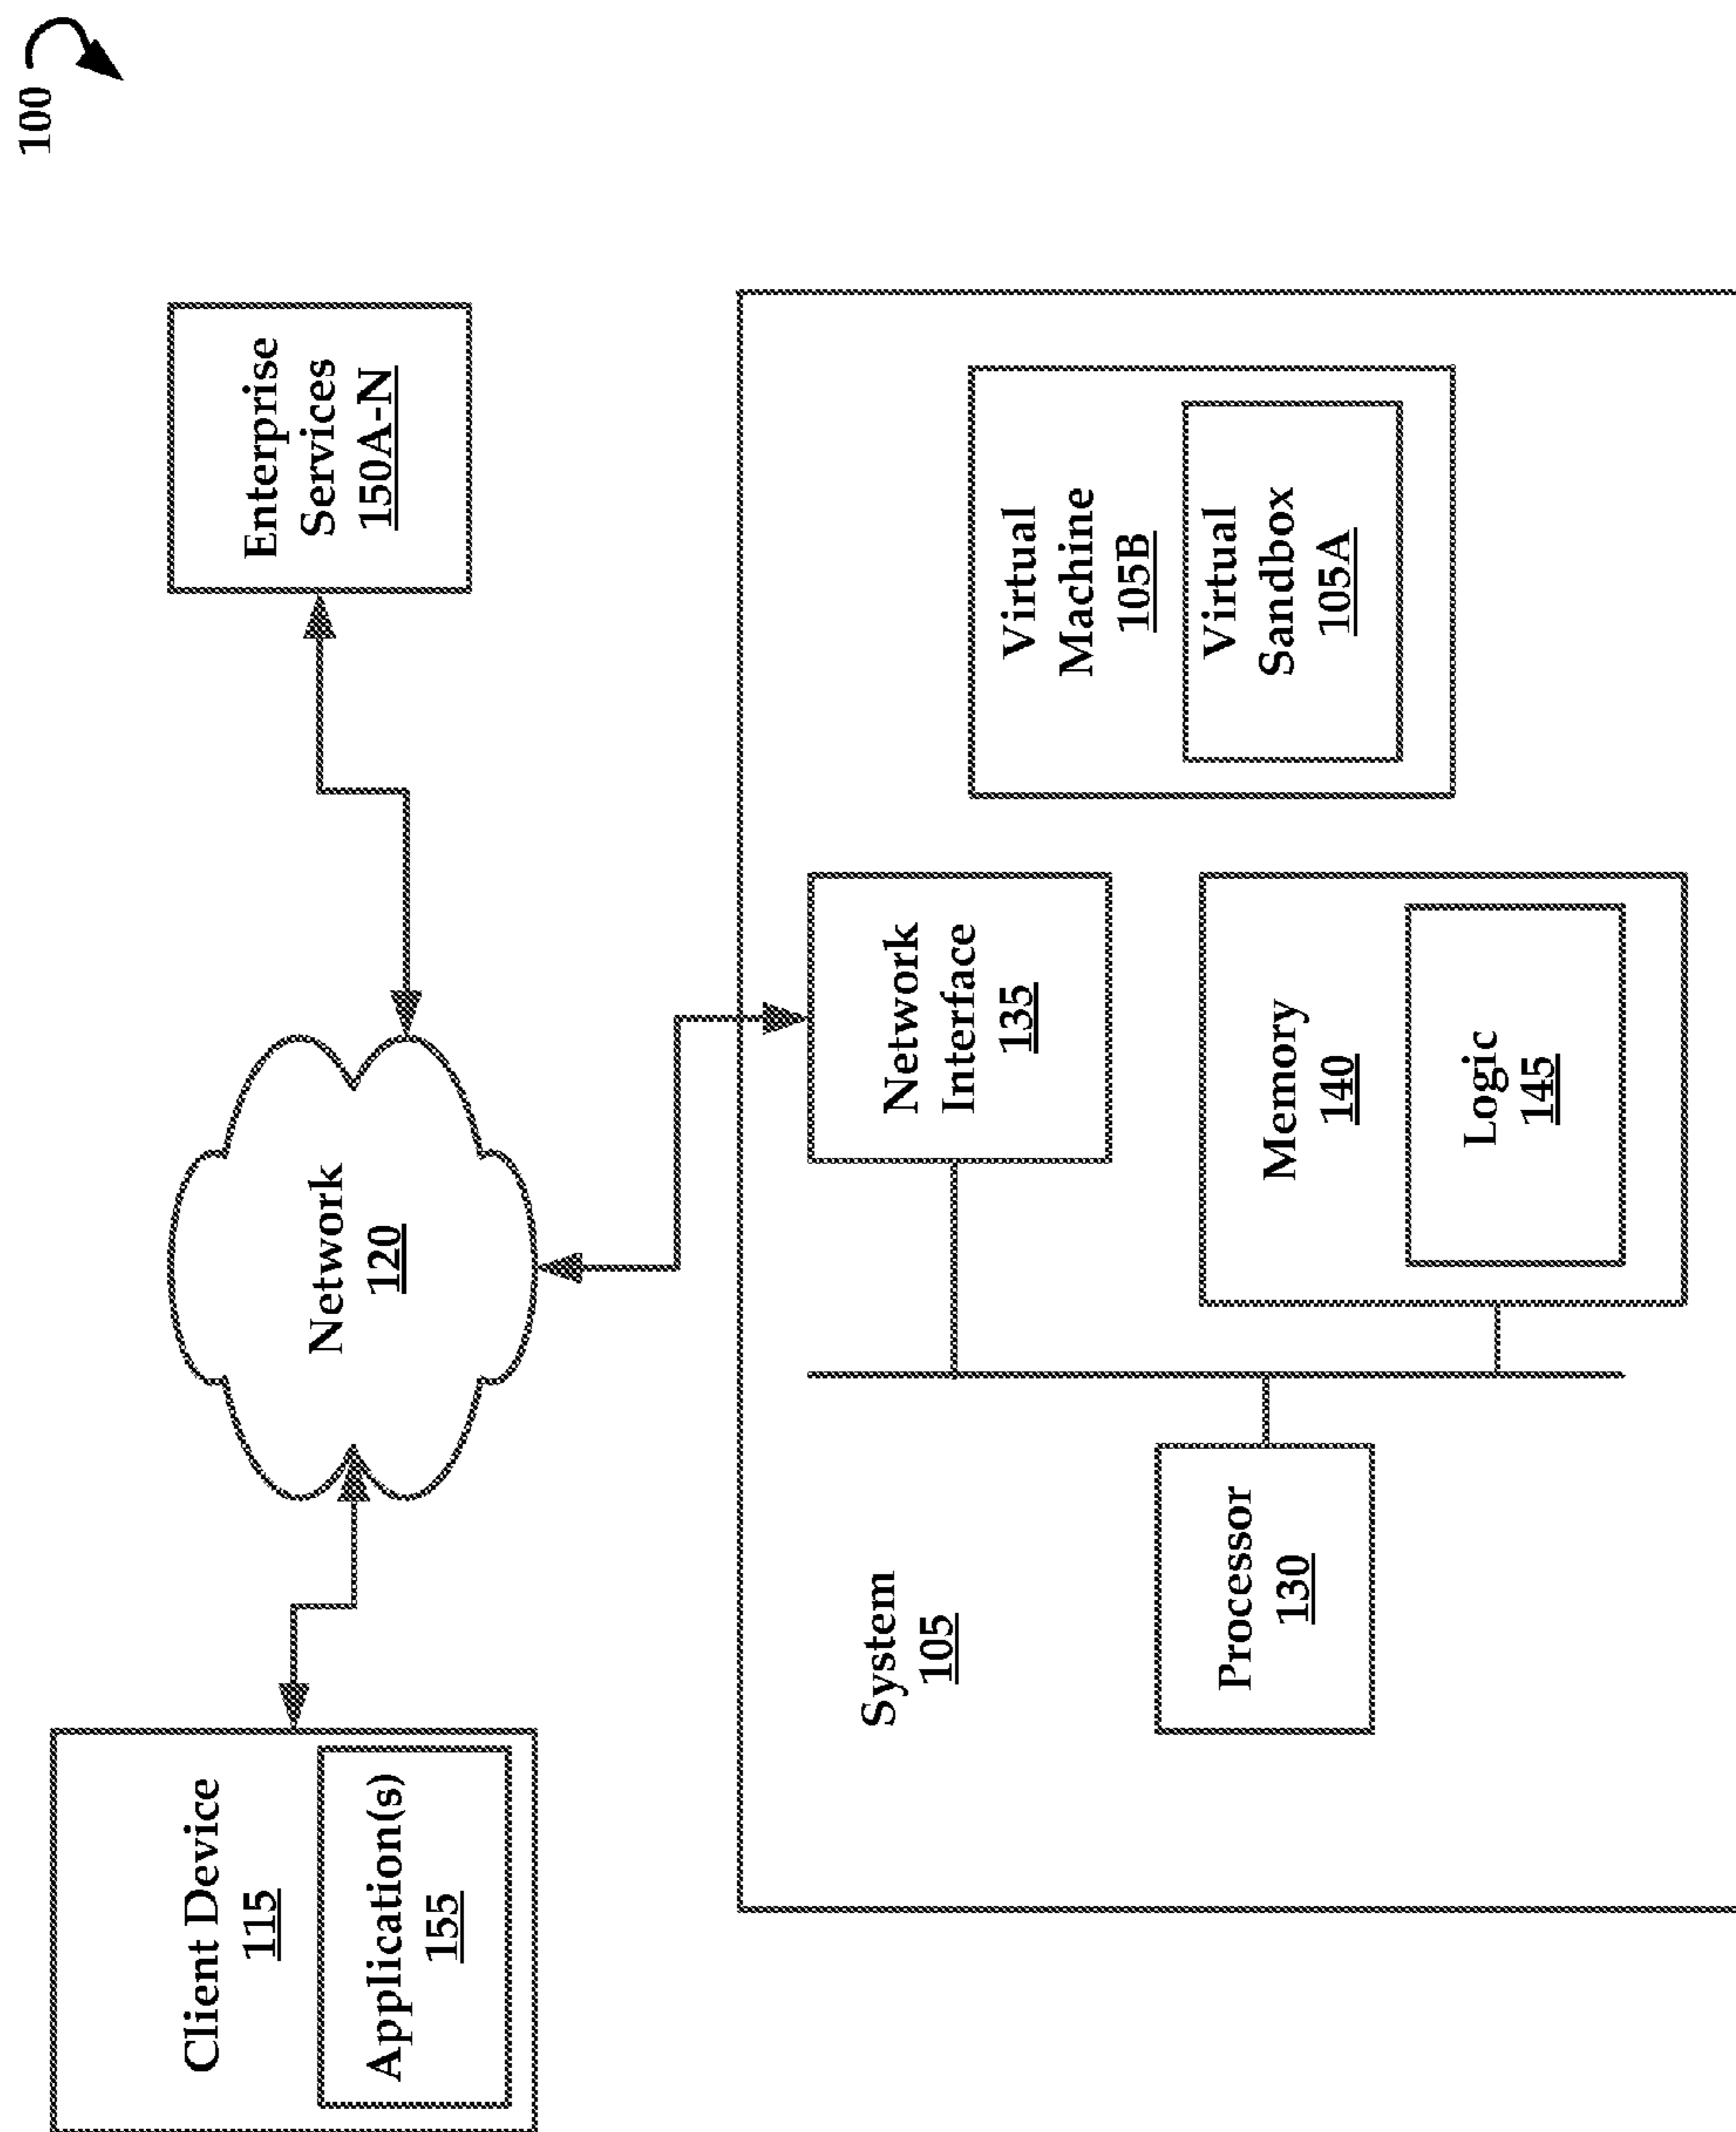 100
Client Device
115
Application(s)
155
Network
120
Enterprise
Services
150A-N
System
105
Processor
130
Network
Interface
135
Memory
140
Logic
145
Virtual
Machine
105B
Virtual
Sandbox
105A